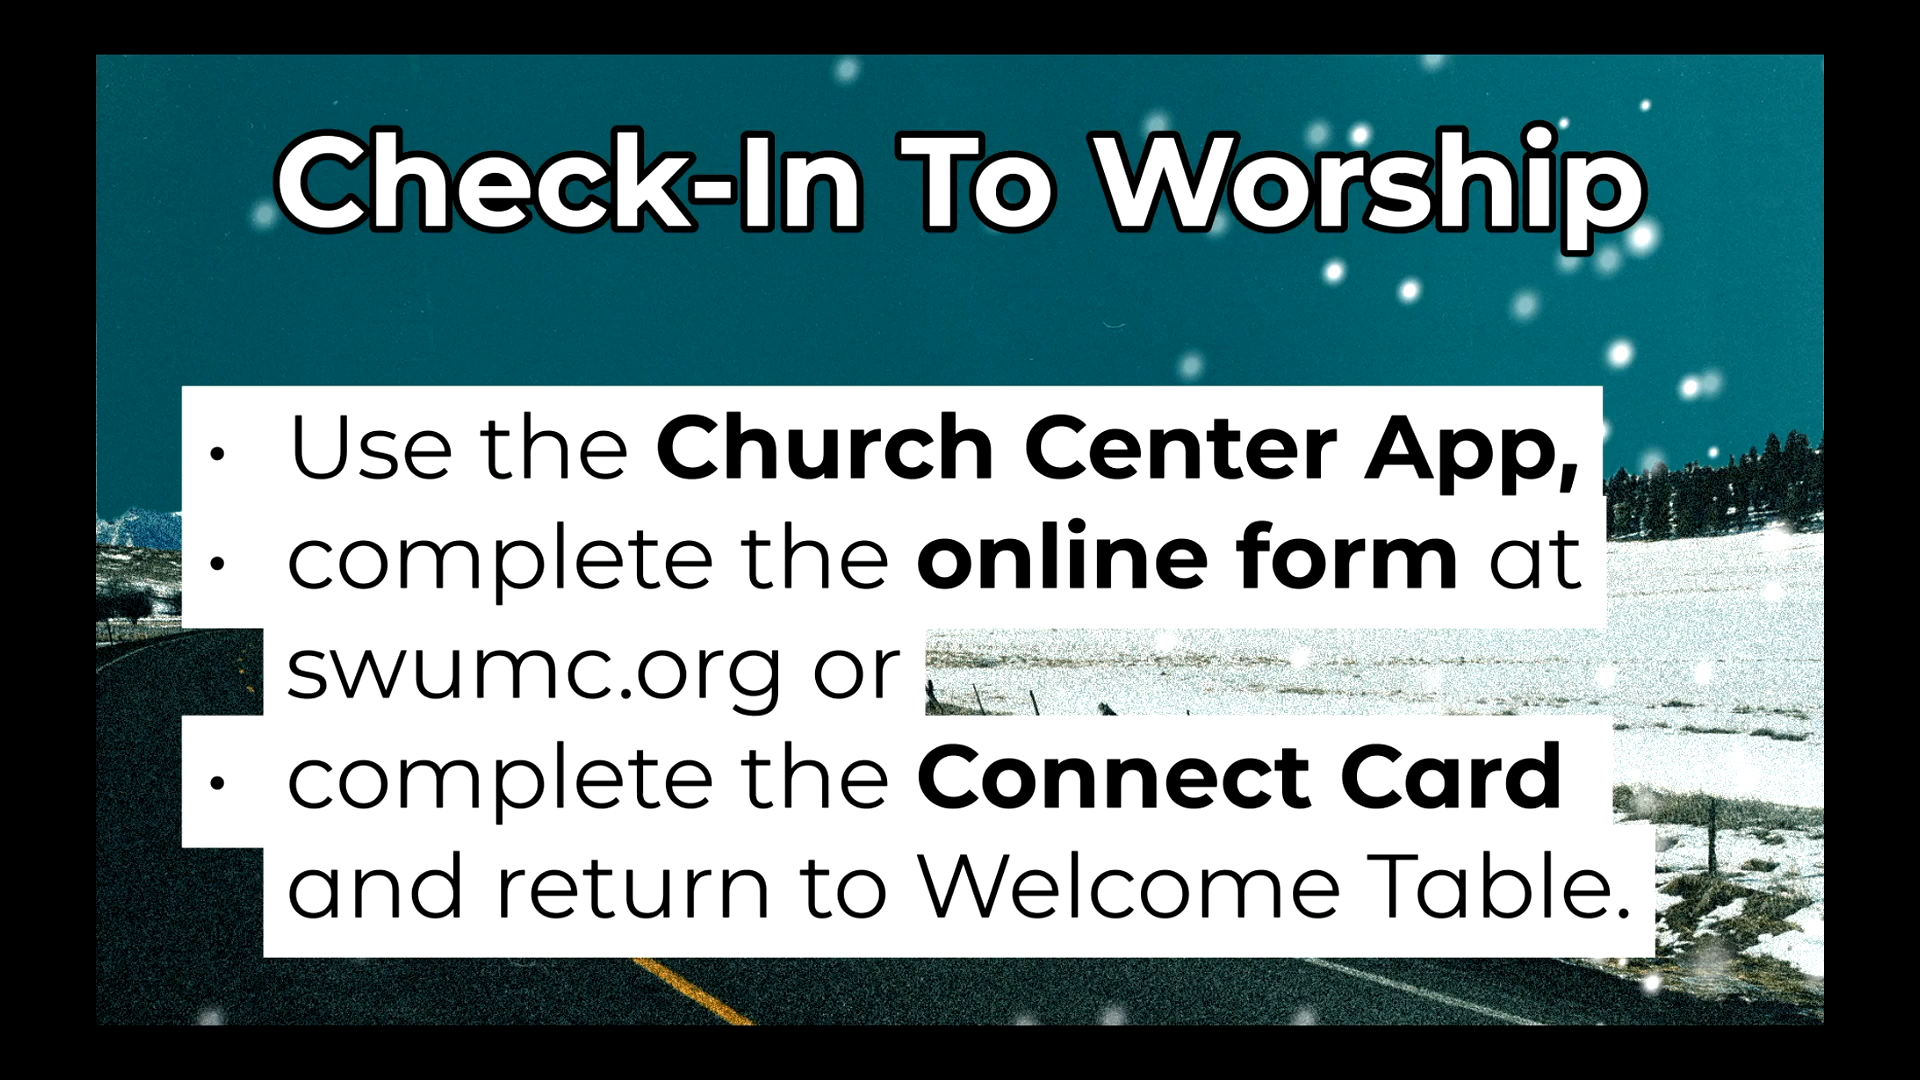 Check-In To Worship
• Use the Church Center App,
• complete the online form at
swumc.org or
• complete the Connect Card
and return to Welcome Table.